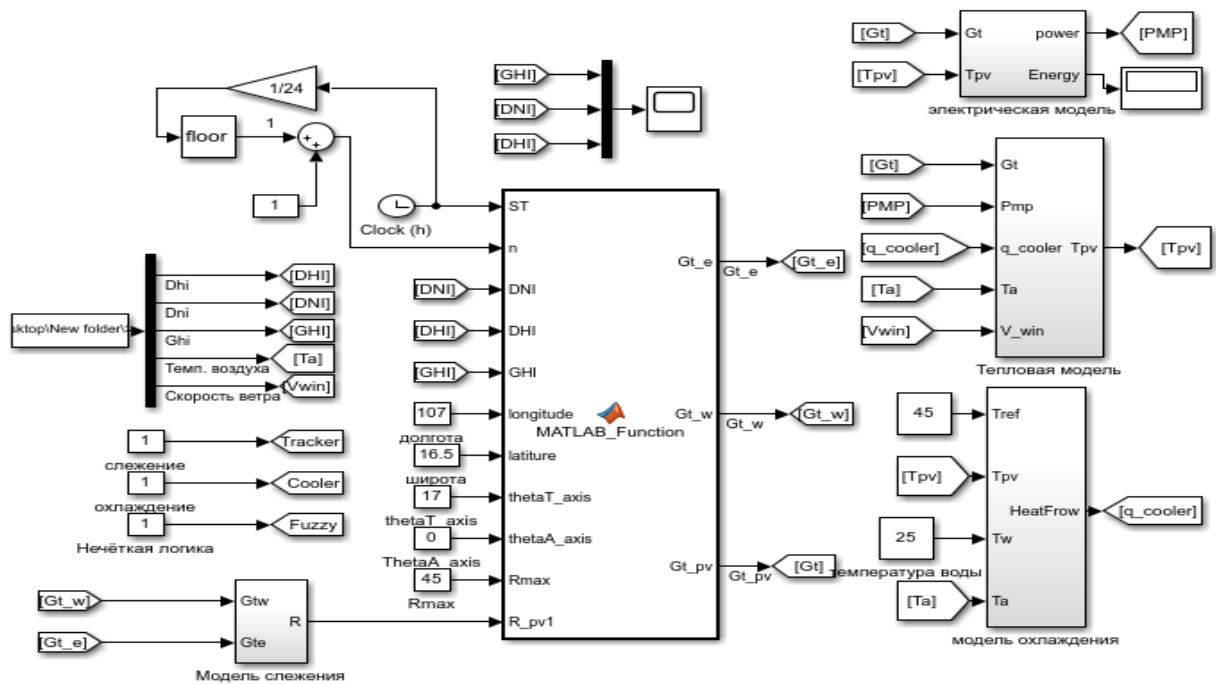 1/24
floor
1
+
+
1
Clock (h)
[GHI]
[DNI]
[DHI]
[Gt]
[Tpv]
Gt
Tpv
power
Energy
[PMP]
электрическая модель
[Gt]
[PMP]
[q_cooler]
[Ta]
[Vwin]
Gt
Pmp
q_cooler
Ta
V_win
Tpv
[Tpv]
Тепловая модель
sktop\New folder\
Dhi
Dni
Ghi
Темп. воздуха
Скорость ветра
[DHI]
[DNI]
[GHI]
[Ta]
[Vwin]
1
слежение
Tracker
1
охлаждение
Cooler
1
Нечёткая логика
Fuzzy
[Gt_w]
[Gt_e]
Gtw
Gte
R
Модель слежения
[DNI]
[DHI]
[GHI]
107
долгота
16.5
широта
17
thetaT_axis
0
ThetaA_axis
45
Rmax
ST
n
DNI
DHI
GHI
longitude
latiture
thetaT_axis
thetaA_axis
Rmax
R_pv1
MATLAB_Function
Gt_e
Gt_w
Gt_pv
Gt_e
Gt_w
Gt_pv
[Gt_e]
[Gt_w]
[Gt]
45
[Tpv]
25
температура воды
[Ta]
Tref
Tpv
Tw
Ta
HeatFrow
[q_cooler]
модель охлаждения